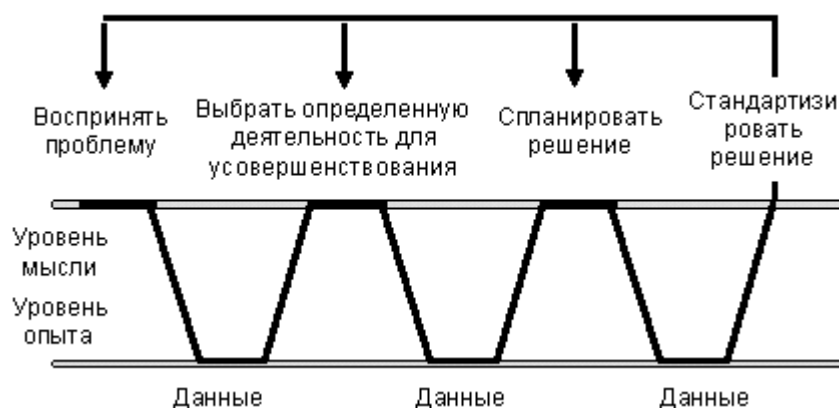 Воспринять
проблему
Выбрать определенную
деятельность для
усовершенствования
Спланировать
решение
Стандартизи
ровать
решение
Уровень
мысли
Уровень
опыта
Данные
Данные
Данные